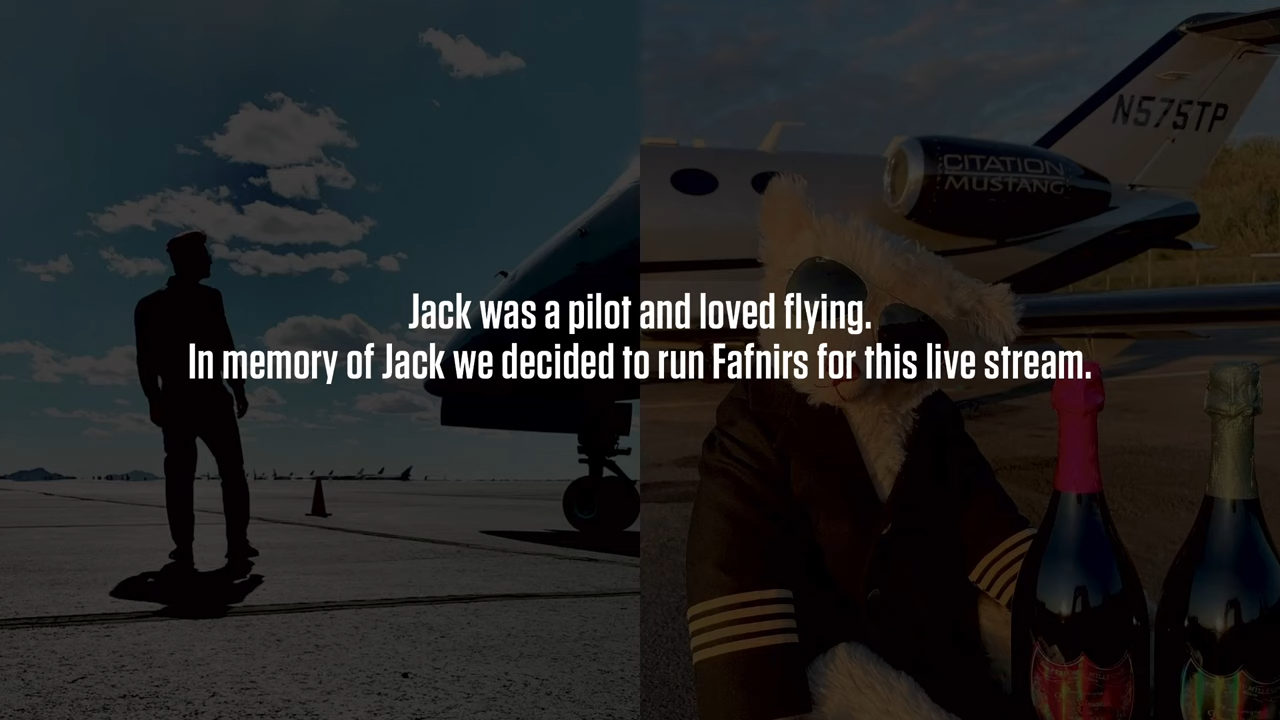 N575TP
CITATION
MUSTANG
Jack was a pilot and loved flying.
In memory of Jack we decided to run Fafnirs for this live stream.